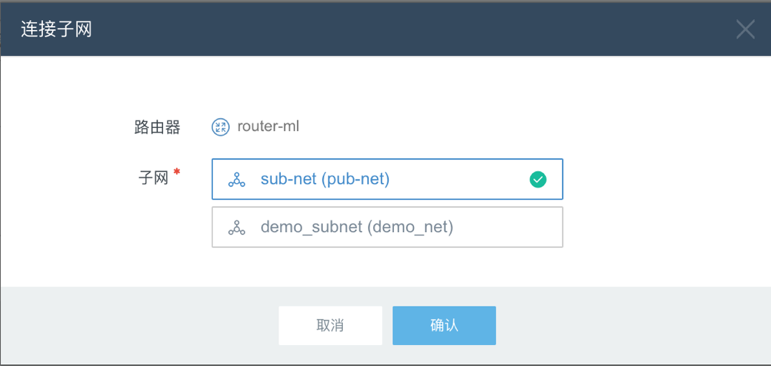 连接子网
路由器 router-ml
子网 * sub-net (pub-net)
demo_subnet (demo_net)
取消 确认